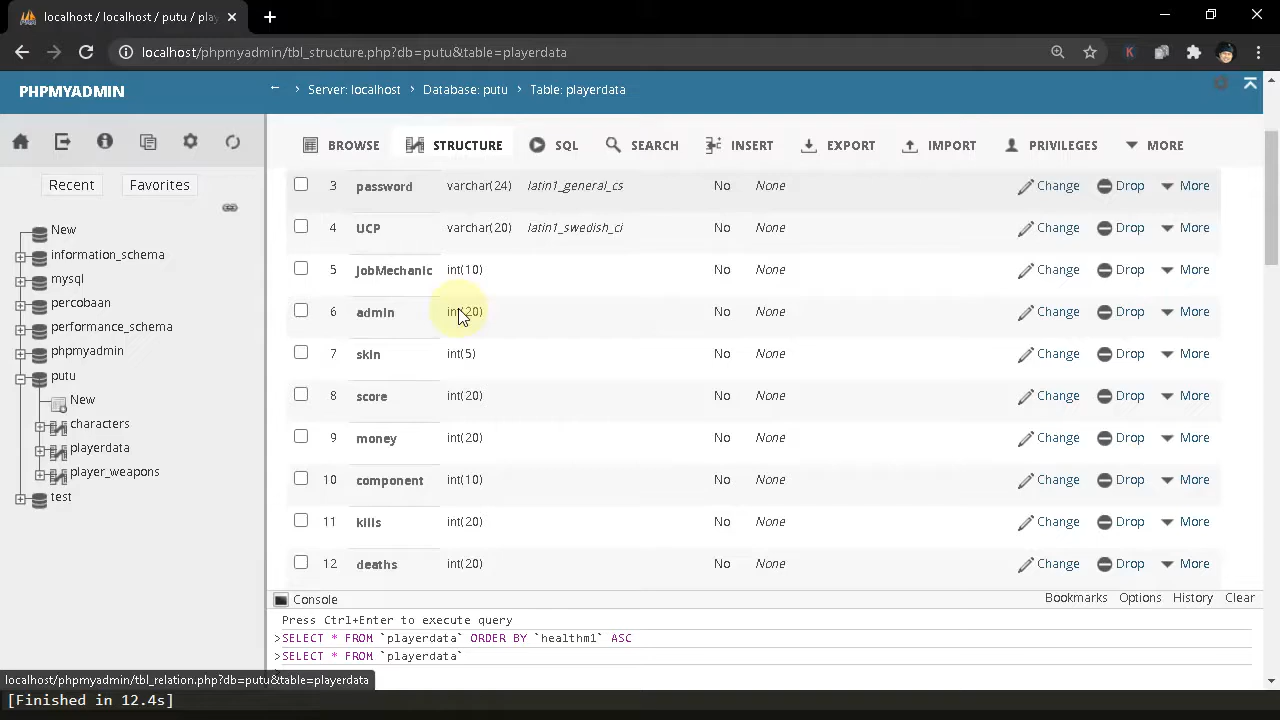 localhost / localhost / putu / play
localhost/phpmyadmin/tbl_structure.php?db=putu&table=playerdata
K
PHPMYADMIN
Server: localhost > Database: putu > Table: playerdata
BROWSE STRUCTURE SQL SEARCH INSERT EXPORT IMPORT PRIVILEGES MORE
Recent Favorites
New
information_schema
mysql
percobaan
performance_schema
phpmyadmin
putu
New
characters
playerdata
player_weapons
test
3 password varchar(24) latin1_general_cs No None Change Drop More
4 UCP varchar(20) latin1_swedish_ci No None Change Drop More
5 jobMechanic int(10) No None Change Drop More
6 admin int(20) No None Change Drop More
7 skin int(5) No None Change Drop More
8 score int(20) No None Change Drop More
9 money int(20) No None Change Drop More
10 component int(10) No None Change Drop More
11 kills int(20) No None Change Drop More
12 deaths int(20) No None Change Drop More
Console Bookmarks Options History Clear
Press Ctrl+Enter to execute query
>SELECT * FROM `playerdata` ORDER BY `healthm1` ASC
>SELECT * FROM `playerdata`
localhost/phpmyadmin/tbl_relation.php?db=putu&table=playerdata
[Finished in 12.4s]